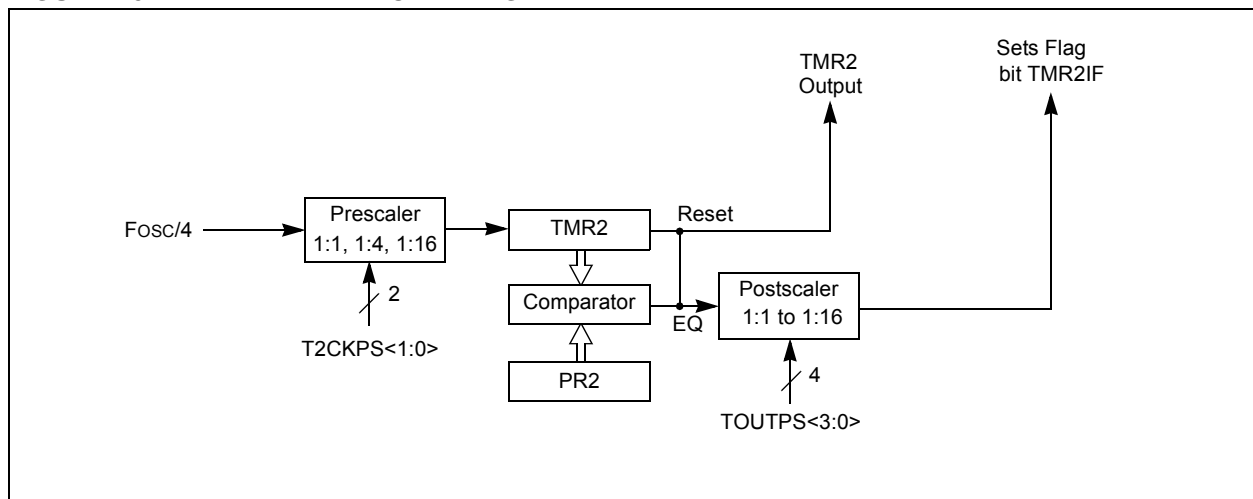 TMR2
Output
Sets Flag
bit TMR2IF
FOSC/4
Prescaler
1:1, 1:4, 1:16
2
T2CKPS<1:0>
TMR2
Reset
Comparator
EQ
PR2
Postscaler
1:1 to 1:16
4
TOUTPS<3:0>